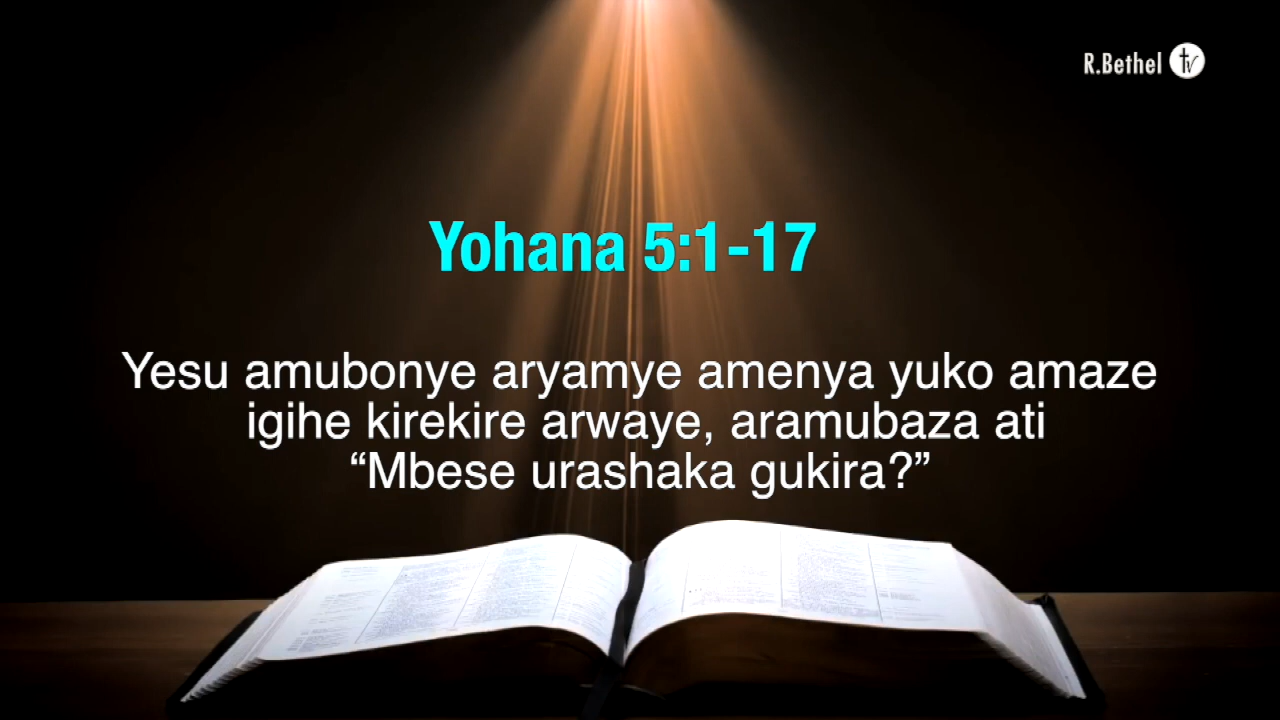 R.Bethel tv
Yohana 5:1-17
Yesu amubonye aryamye amenya yuko amaze
igihe kirekire arwaye, aramubaza ati
“Mbese urashaka gukira?”